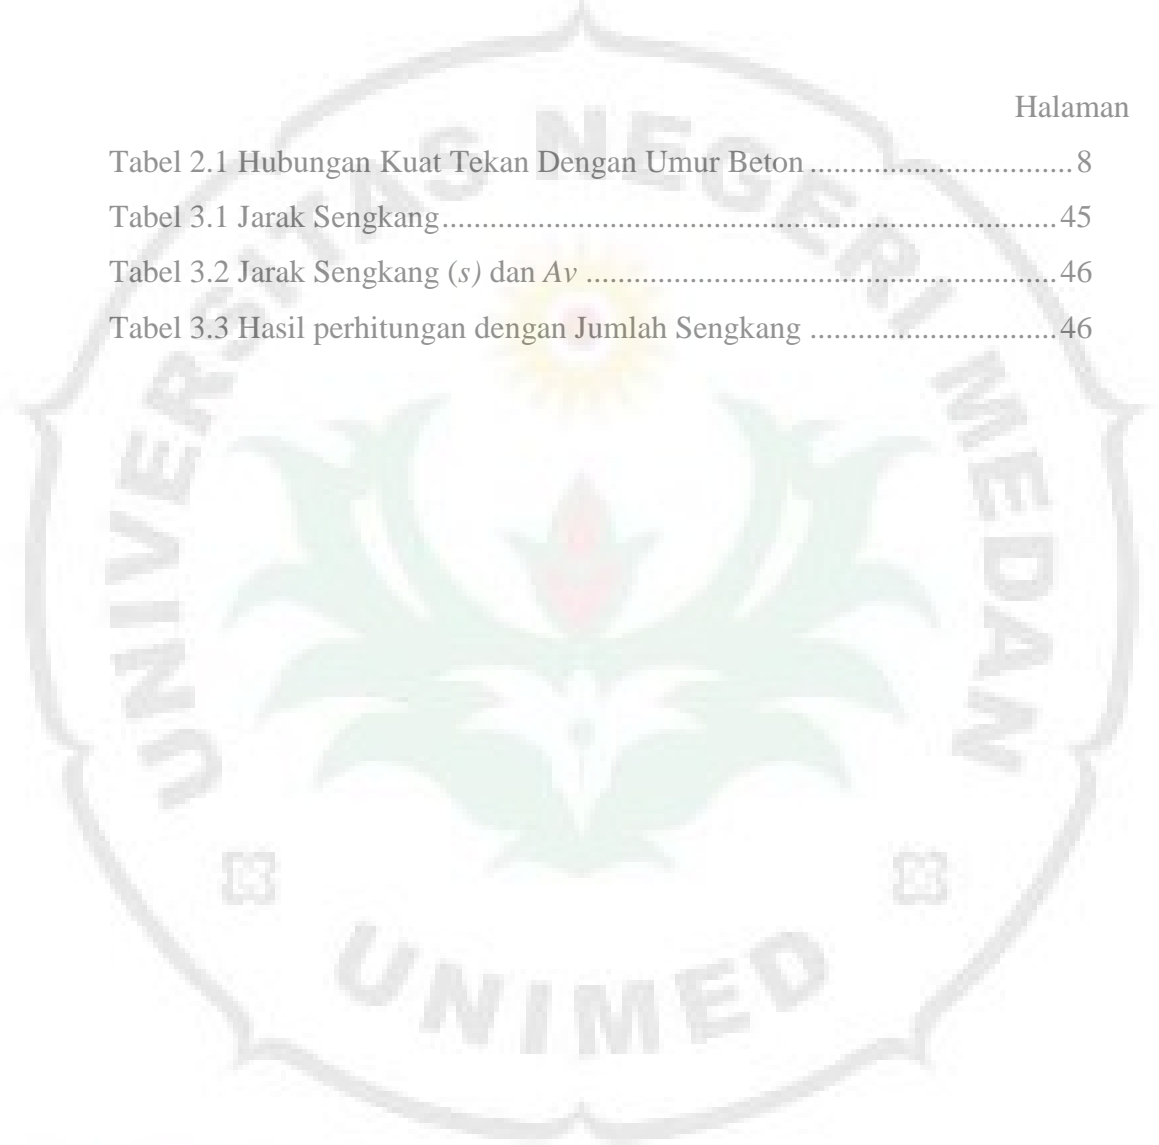 Halaman
Tabel 2.1 Hubungan Kuat Tekan Dengan Umur Beton ................................. 8
Tabel 3.1 Jarak Sengkang.............................................................................. 45
Tabel 3.2 Jarak Sengkang (s) dan Av ............................................................ 46
Tabel 3.3 Hasil perhitungan dengan Jumlah Sengkang ............................... 46
UNIVERSITAS NEGERI MEDAN
UNIMED